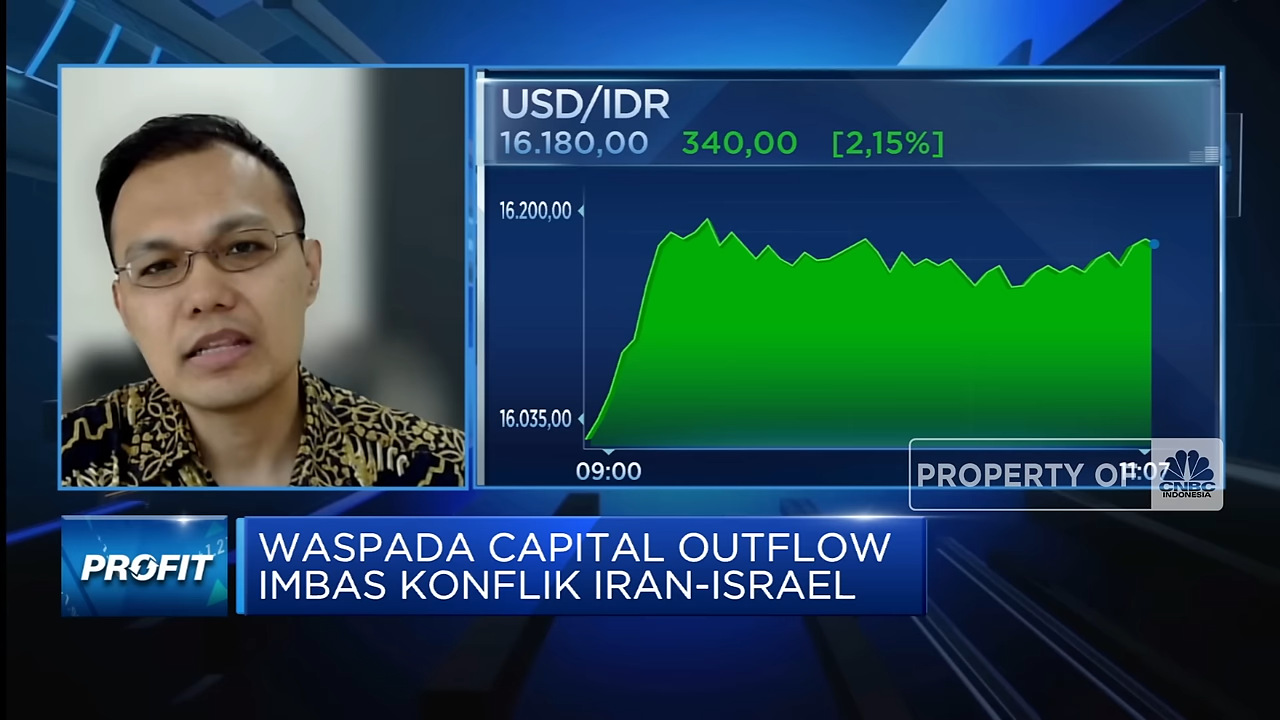 USD/IDR
16.180,00 340,00 [2,15%]
16.200,00
16.035,00
09:00 11:07
PROPERTY OF
CNBC
INDONESIA
PROFIT
WASPADA CAPITAL OUTFLOW
IMBAS KONFLIK IRAN-ISRAEL